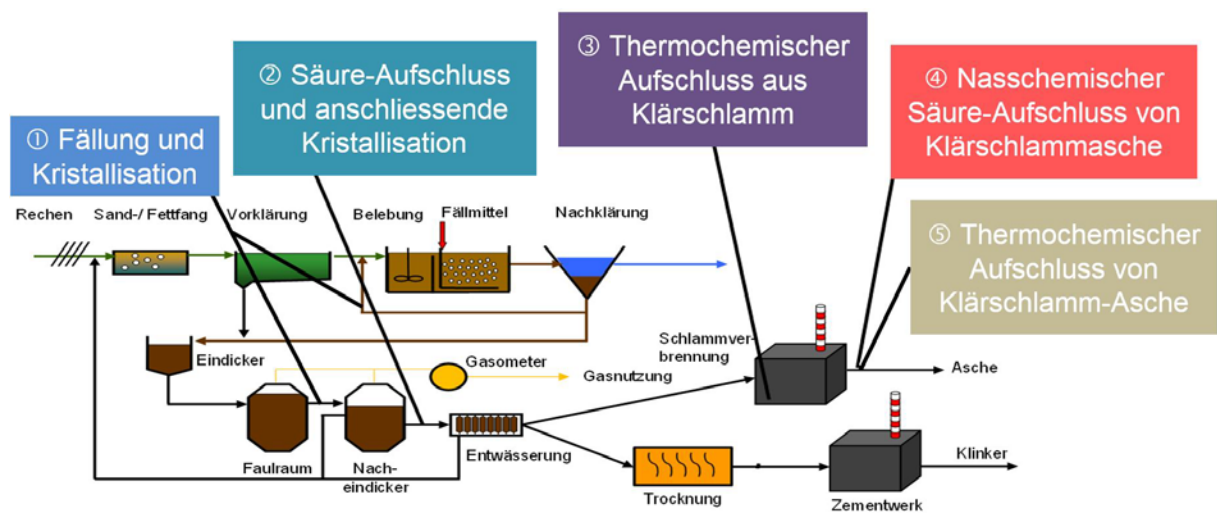 ③ Thermochemischer
Aufschluss aus
Klärschlamm
② Säure-Aufschluss
und anschliessende
Kristallisation
④ Nasschemischer
Säure-Aufschluss von
Klärschlammasche
① Fällung und
Kristallisation
Rechen Sand-/ Fettfang Vorklärung Belebung Fällmittel Nachklärung
⑤ Thermochemischer
Aufschluss von
Klärschlamm-Asche
Schlammver-
brennung
Eindicker
Gasometer
Gasnutzung
Asche
Faulraum
Nach-
eindicker
Entwässerung
Trocknung
Zementwerk
Klinker